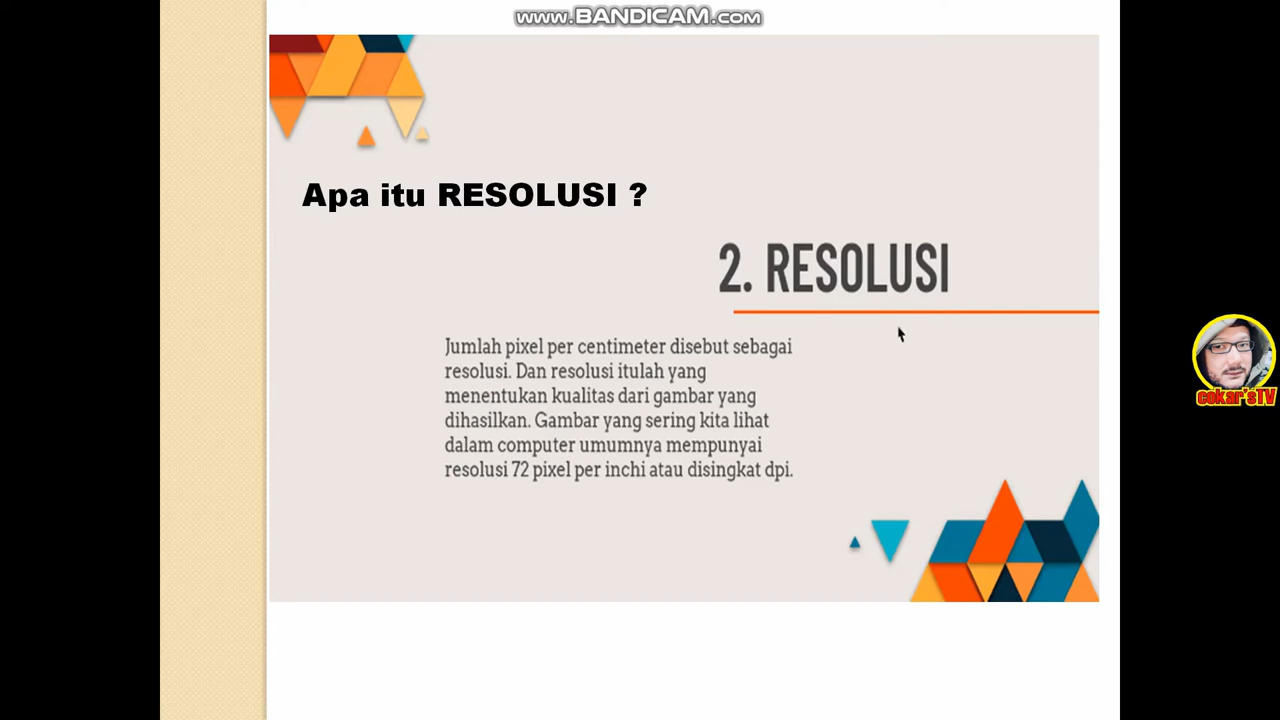 www.BANDICAM.com
Apa itu RESOLUSI ?
2. RESOLUSI
Jumlah pixel per centimeter disebut sebagai
resolusi. Dan resolusi itulah yang
menentukan kualitas dari gambar yang
dihasilkan. Gambar yang sering kita lihat
dalam computer umumnya mempunyai
resolusi 72 pixel per inchi atau disingkat dpi.
cokar'sTV